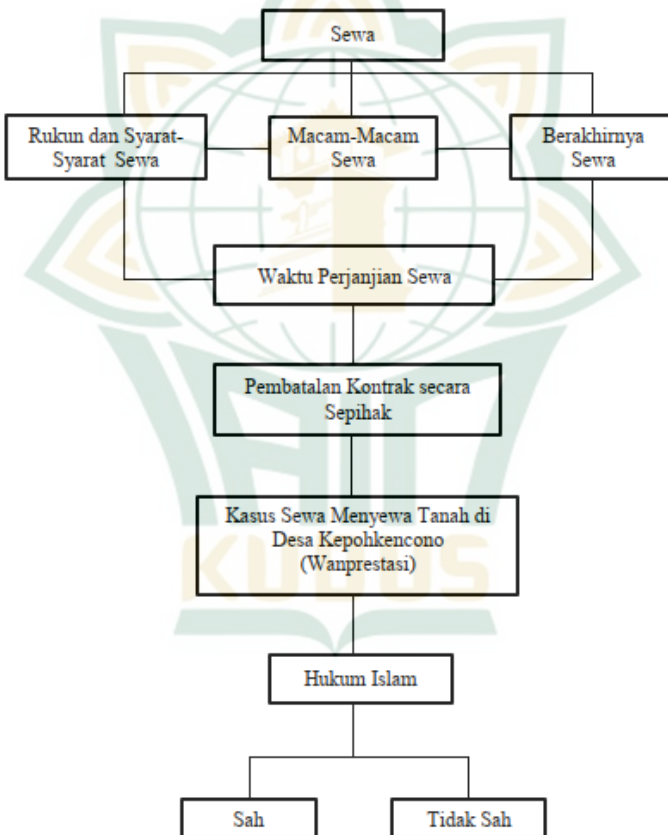 Sewa
Rukun dan Syarat-
Syarat Sewa
Macam-Macam
Sewa
Berakhirnya
Sewa
Waktu Perjanjian Sewa
Pembatalan Kontrak secara
Sepihak
Kasus Sewa Menyewa Tanah di
Desa Kepohkencono
(Wanprestasi)
KUDUS
Hukum Islam
Sah
Tidak Sah